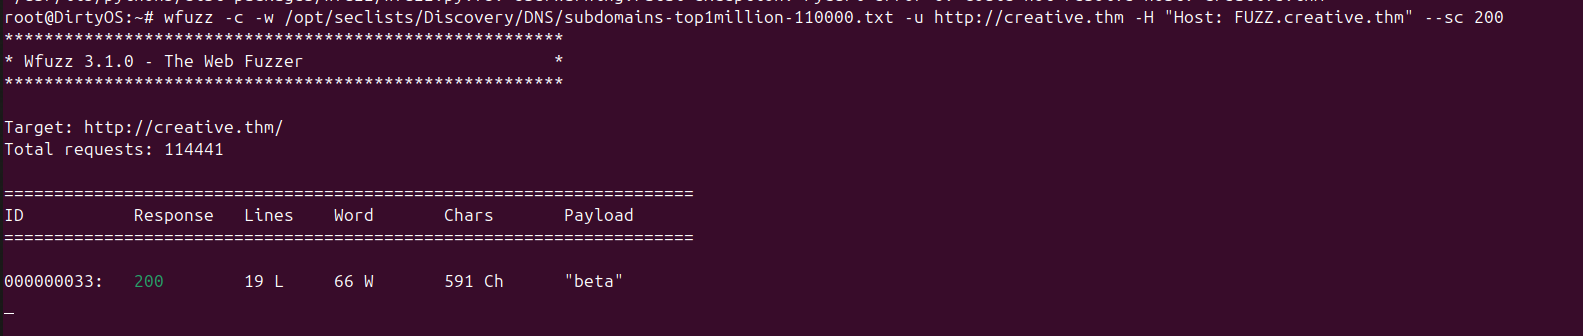 root@DirtyOS:~# wfuzz -c -w /opt/seclists/Discovery/DNS/subdomains-top1million-110000.txt -u http://creative.thm -H "Host: FUZZ.creative.thm" --sc 200
********************************************************
* Wfuzz 3.1.0 - The Web Fuzzer                         *
********************************************************
Target: http://creative.thm/
Total requests: 114441
=====================================================================
ID           Response   Lines    Word       Chars       Payload
=====================================================================
000000033:   200        19 L     66 W       591 Ch      "beta"